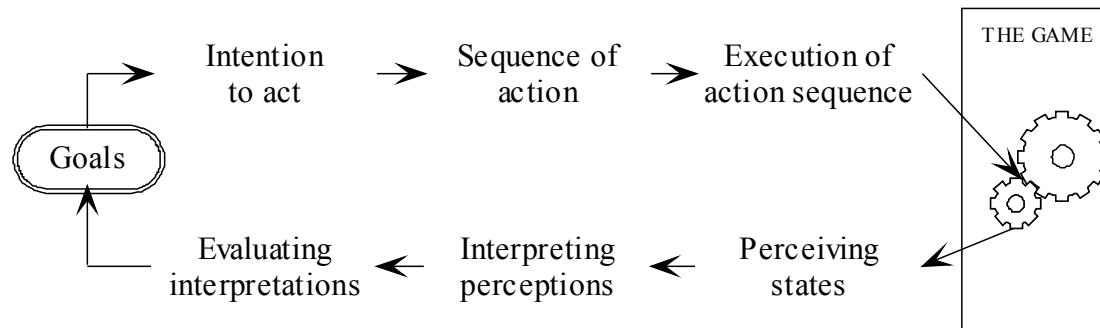 THE GAME
Intention
to act
Sequence of
action
Execution of
action sequence
Goals
Evaluating
interpretations
Interpreting
perceptions
Perceiving
states